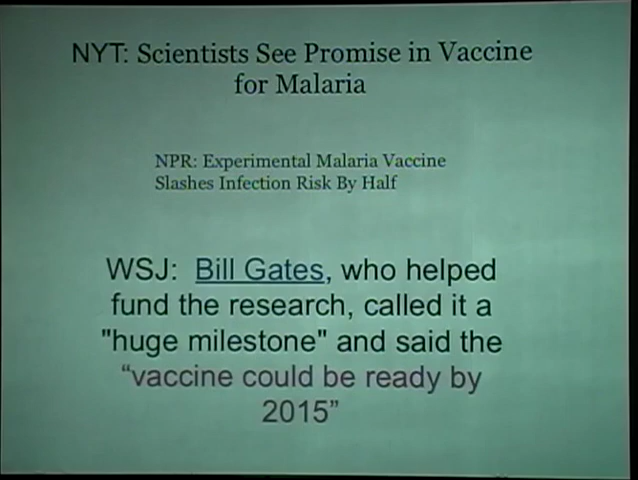 NYT: Scientists See Promise in Vaccine
for Malaria
NPR: Experimental Malaria Vaccine
Slashes Infection Risk By Half
WSJ: Bill Gates, who helped
fund the research, called it a
"huge milestone" and said the
“vaccine could be ready by
2015”